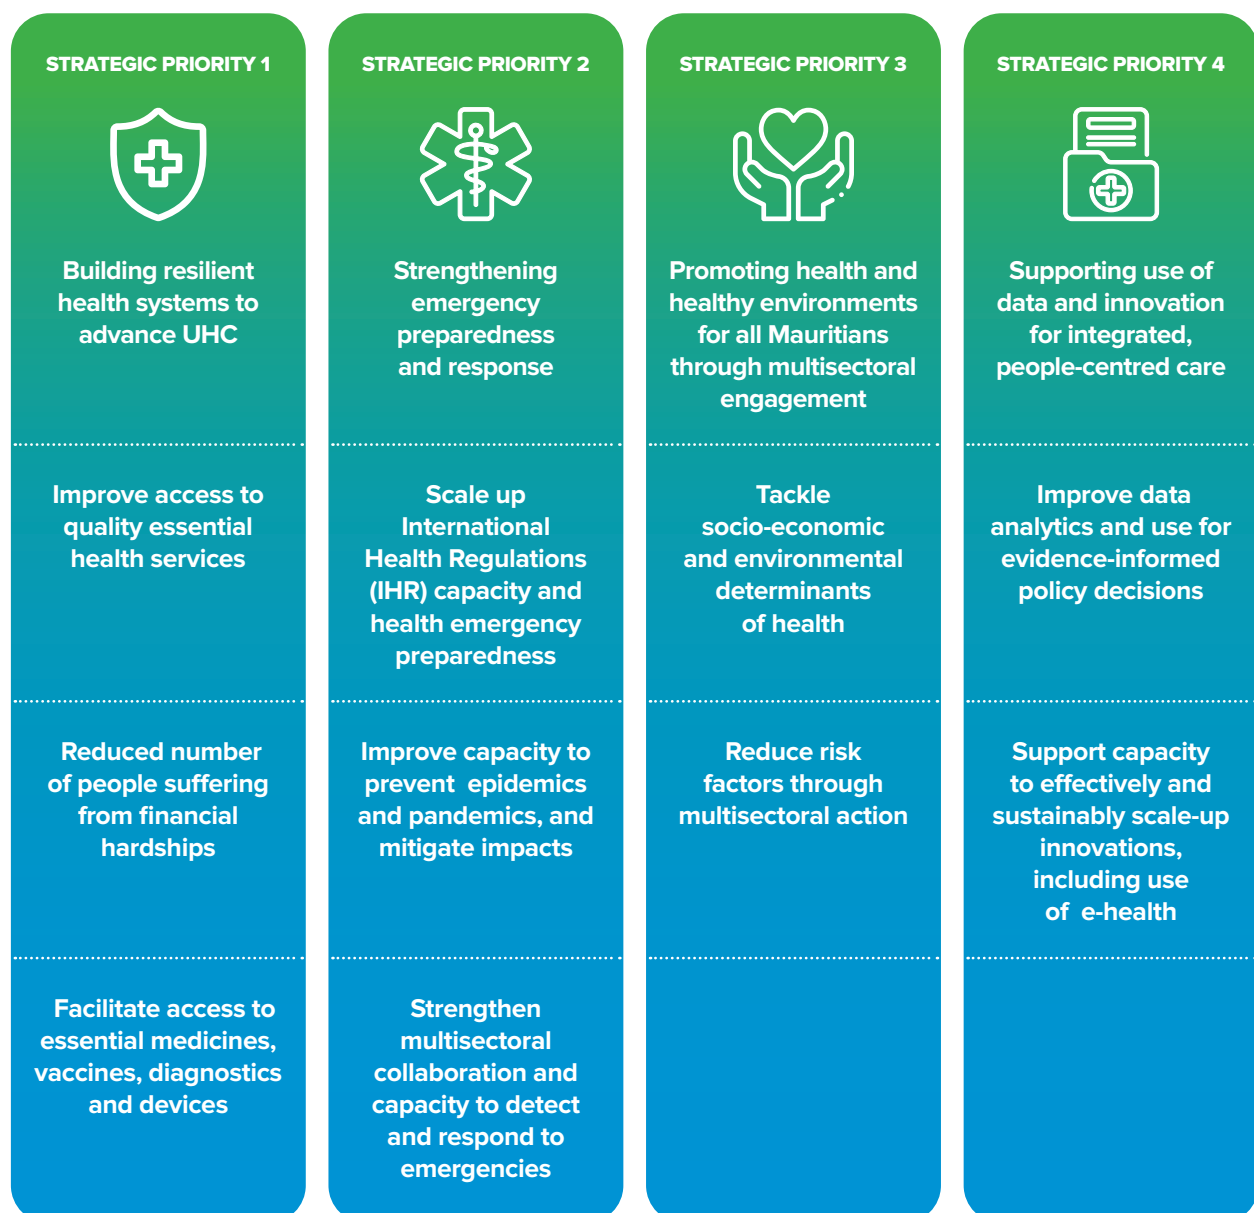 STRATEGIC PRIORITY 1
Building resilient
health systems to
advance UHC
Improve access to
quality essential
health services
Reduced number
of people suffering
from financial
hardships
Facilitate access to
essential medicines,
vaccines, diagnostics
and devices
STRATEGIC PRIORITY 2
Strengthening
emergency
preparedness
and response
Scale up
International
Health Regulations
(IHR) capacity and
health emergency
preparedness
Improve capacity to
prevent epidemics
and pandemics, and
mitigate impacts
Strengthen
multisectoral
collaboration and
capacity to detect
and respond to
emergencies
STRATEGIC PRIORITY 3
Promoting health and
healthy environments
for all Mauritians
through multisectoral
engagement
Tackle
socio-economic
and environmental
determinants
of health
Reduce risk
factors through
multisectoral action
STRATEGIC PRIORITY 4
Supporting use of
data and innovation
for integrated,
people-centred care
Improve data
analytics and use for
evidence-informed
policy decisions
Support capacity
to effectively and
sustainably scale-up
innovations,
including use
of e-health